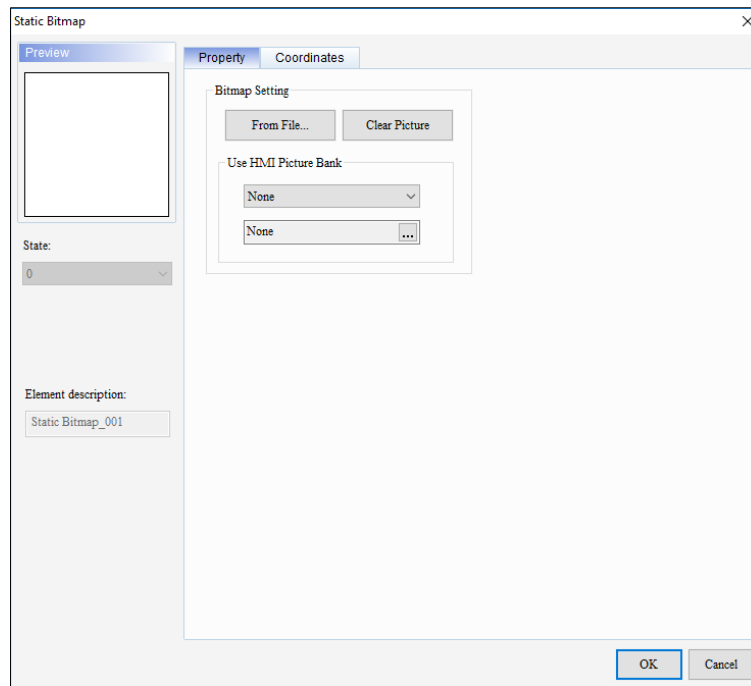 Static Bitmap
Preview
Property
Coordinates
Bitmap Setting
From File...
Clear Picture
Use HMI Picture Bank
None
None
...
State:
0
Element description:
Static Bitmap_001
OK
Cancel